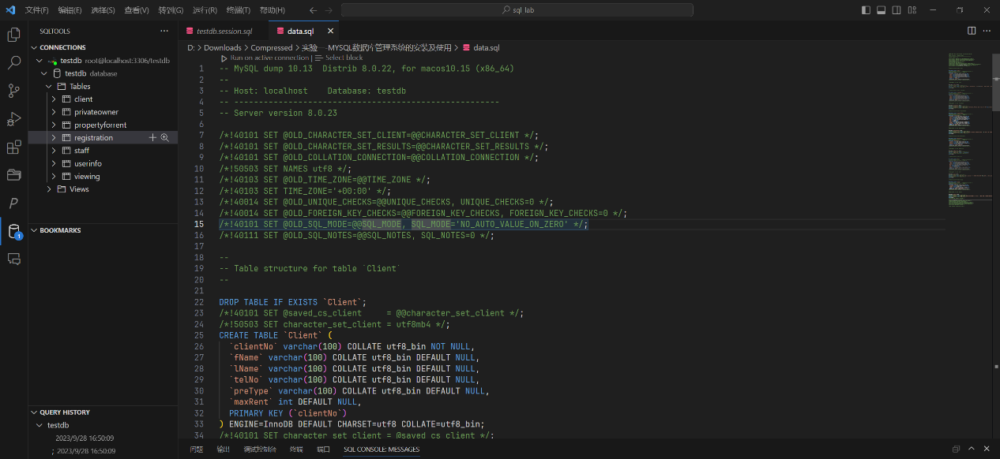 文件(F) 编辑(E) 选择(S) 查看(V) 转到(G) 运行(R) 终端(T) 帮助(H)
sql lab
SQLTOOLS
CONNECTIONS
testdb root@localhost:3306/testdb
testdb database
Tables
client
privateowner
propertyforrent
registration
staff
userinfo
viewing
Views
BOOKMARKS
QUERY HISTORY
testdb
2023/9/28 16:50:09
; 2023/9/28 16:50:09
1
testdb.session.sql data.sql
D: > Downloads > Compressed > 实验一-MYSQL数据库管理系统的安装及使用 > data.sql
Run on active connection | Select block
1 -- MySQL dump 10.13 Distrib 8.0.22, for macos10.15 (x86_64)
2 --
3 -- Host: localhost Database: testdb
4 -- ------------------------------------------------------
5 -- Server version 8.0.23
6
7 /*!40101 SET @OLD_CHARACTER_SET_CLIENT=@@CHARACTER_SET_CLIENT */;
8 /*!40101 SET @OLD_CHARACTER_SET_RESULTS=@@CHARACTER_SET_RESULTS */;
9 /*!40101 SET @OLD_COLLATION_CONNECTION=@@COLLATION_CONNECTION */;
10 /*!50503 SET NAMES utf8 */;
11 /*!40103 SET @OLD_TIME_ZONE=@@TIME_ZONE */;
12 /*!40103 SET TIME_ZONE='+00:00' */;
13 /*!40014 SET @OLD_UNIQUE_CHECKS=@@UNIQUE_CHECKS, UNIQUE_CHECKS=0 */;
14 /*!40014 SET @OLD_FOREIGN_KEY_CHECKS=@@FOREIGN_KEY_CHECKS, FOREIGN_KEY_CHECKS=0 */;
15 /*!40101 SET @OLD_SQL_MODE=@@SQL_MODE, SQL_MODE='NO_AUTO_VALUE_ON_ZERO' */;
16 /*!40111 SET @OLD_SQL_NOTES=@@SQL_NOTES, SQL_NOTES=0 */;
17
18 --
19 -- Table structure for table `Client`
20 --
21
22 DROP TABLE IF EXISTS `Client`;
23 /*!40101 SET @saved_cs_client = @@character_set_client */;
24 /*!50503 SET character_set_client = utf8mb4 */;
25 CREATE TABLE `Client` (
26 `clientNo` varchar(100) COLLATE utf8_bin NOT NULL,
27 `fName` varchar(100) COLLATE utf8_bin DEFAULT NULL,
28 `lName` varchar(100) COLLATE utf8_bin DEFAULT NULL,
29 `telNo` varchar(100) COLLATE utf8_bin DEFAULT NULL,
30 `preType` varchar(100) COLLATE utf8_bin DEFAULT NULL,
31 `maxRent` int DEFAULT NULL,
32 PRIMARY KEY (`clientNo`)
33 ) ENGINE=InnoDB DEFAULT CHARSET=utf8 COLLATE=utf8_bin;
34 /*!40101 SET character_set_client = @saved_cs_client */;
问题 输出 调试控制台 终端 端口 SQL CONSOLE: MESSAGES